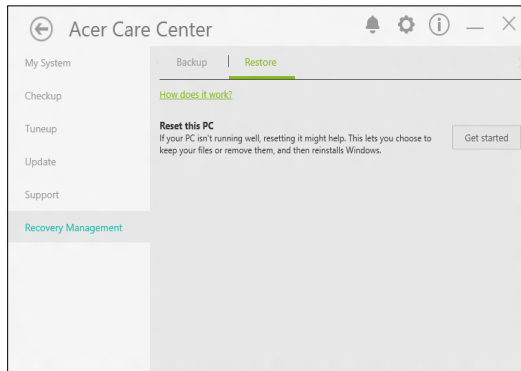 Acer Care Center
My System
Checkup
Tuneup
Update
Support
Recovery Management
Backup
Restore
How does it work?
Reset this PC
If your PC isn't running well, resetting it might help. This lets you choose to
keep your files or remove them, and then reinstalls Windows.
Get started